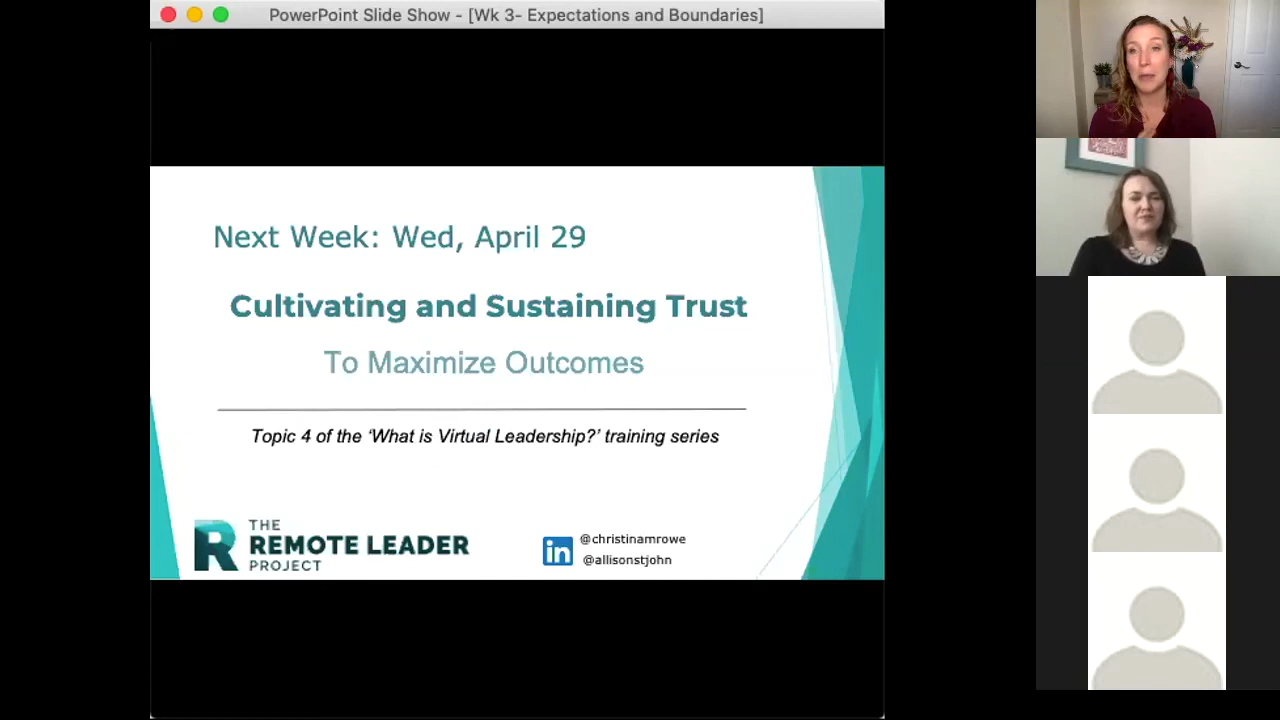 PowerPoint Slide Show - [Wk 3- Expectations and Boundaries]
Next Week: Wed, April 29
Cultivating and Sustaining Trust
To Maximize Outcomes
Topic 4 of the ‘What is Virtual Leadership?’ training series
THE
REMOTE LEADER
PROJECT
in
@christinamrowe
@allisonstjohn